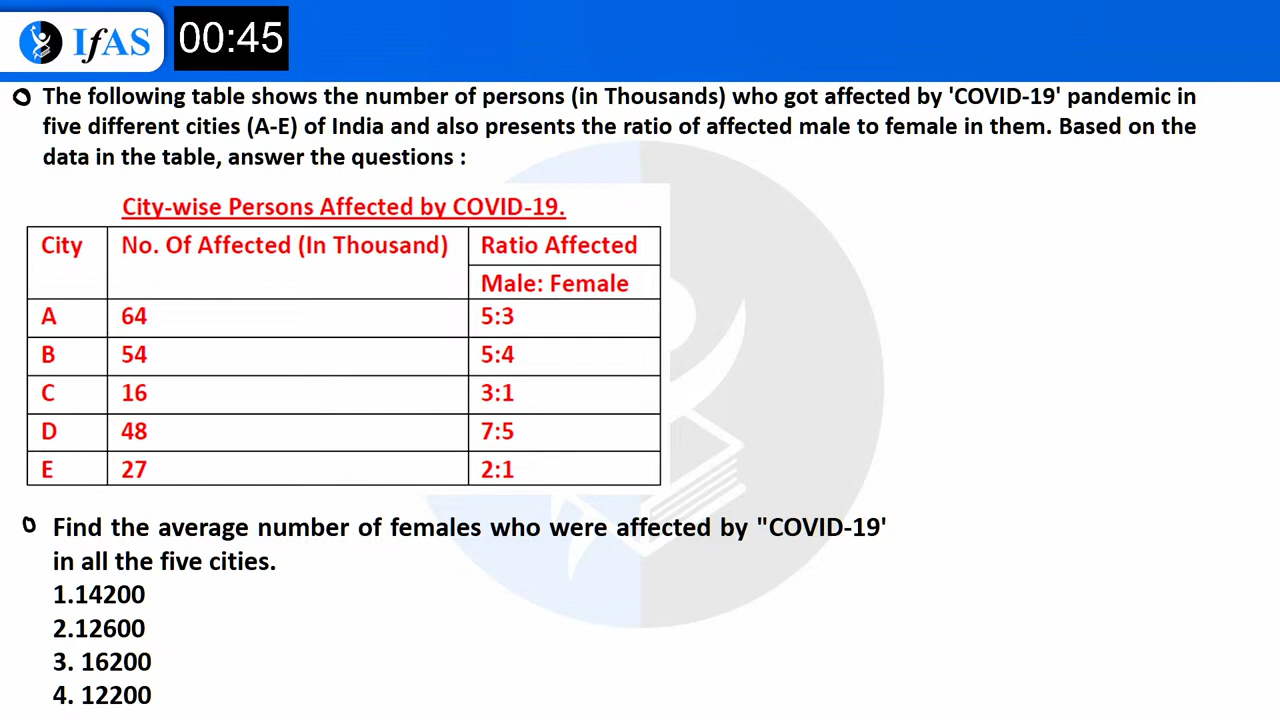 IfAS
00:45
The following table shows the number of persons (in Thousands) who got affected by 'COVID-19' pandemic in
five different cities (A-E) of India and also presents the ratio of affected male to female in them. Based on the
data in the table, answer the questions :
City-wise Persons Affected by COVID-19.
City No. Of Affected (In Thousand) Ratio Affected
Male: Female
A 64 5:3
B 54 5:4
C 16 3:1
D 48 7:5
E 27 2:1
Find the average number of females who were affected by "COVID-19'
in all the five cities.
1.14200
2.12600
3. 16200
4. 12200